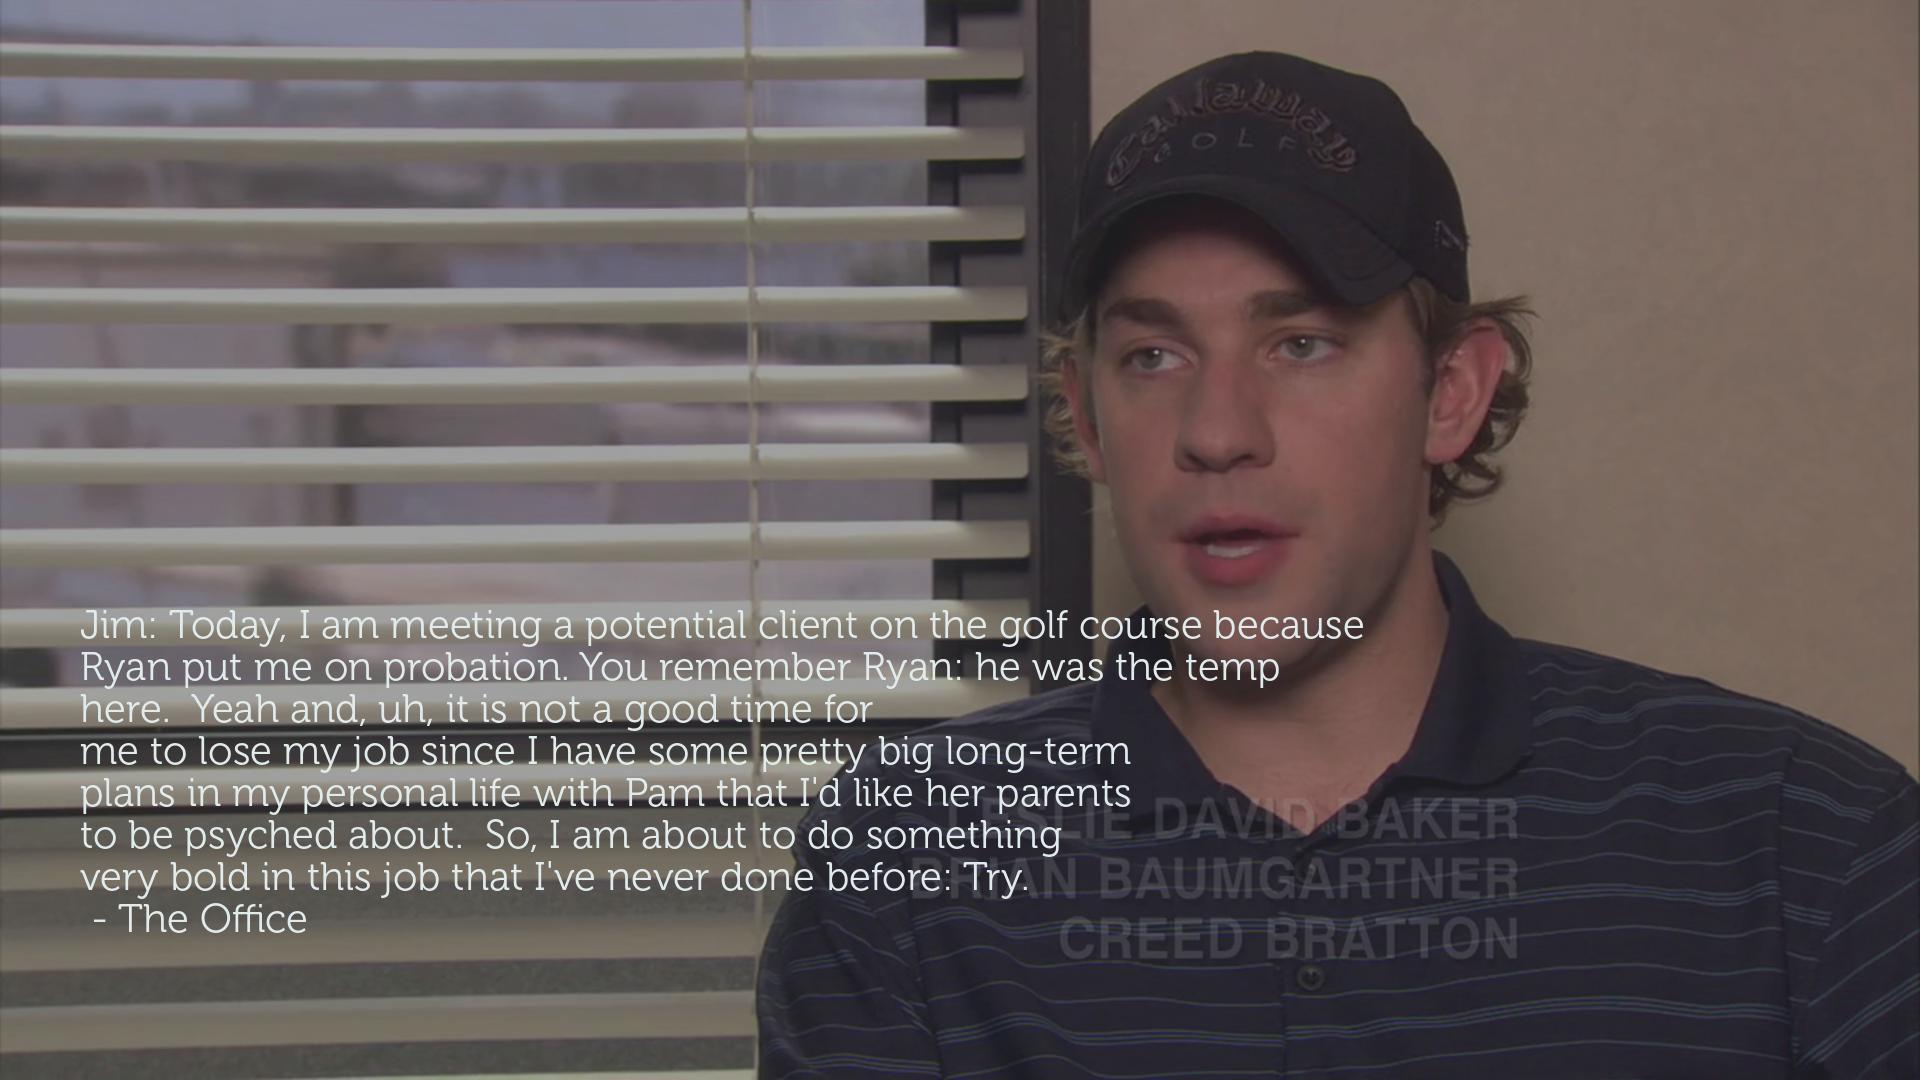 Callaway
GOLF
Jim: Today, I am meeting a potential client on the golf course because
Ryan put me on probation. You remember Ryan: he was the temp
here.  Yeah and, uh, it is not a good time for
me to lose my job since I have some pretty big long-term
plans in my personal life with Pam that I'd like her parents
to be psyched about.  So, I am about to do something
very bold in this job that I've never done before: Try.
- The Office
LESLIE DAVID BAKER
BRIAN BAUMGARTNER
CREED BRATTON